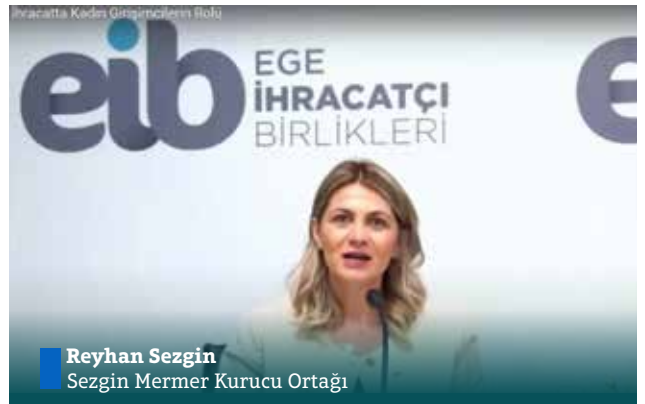 İhracatta Kadın Girişimcilerin Rolü
eib
EGE
İHRACATÇI
BİRLİKLERİ
e
Reyhan Sezgin
Sezgin Mermer Kurucu Ortağı